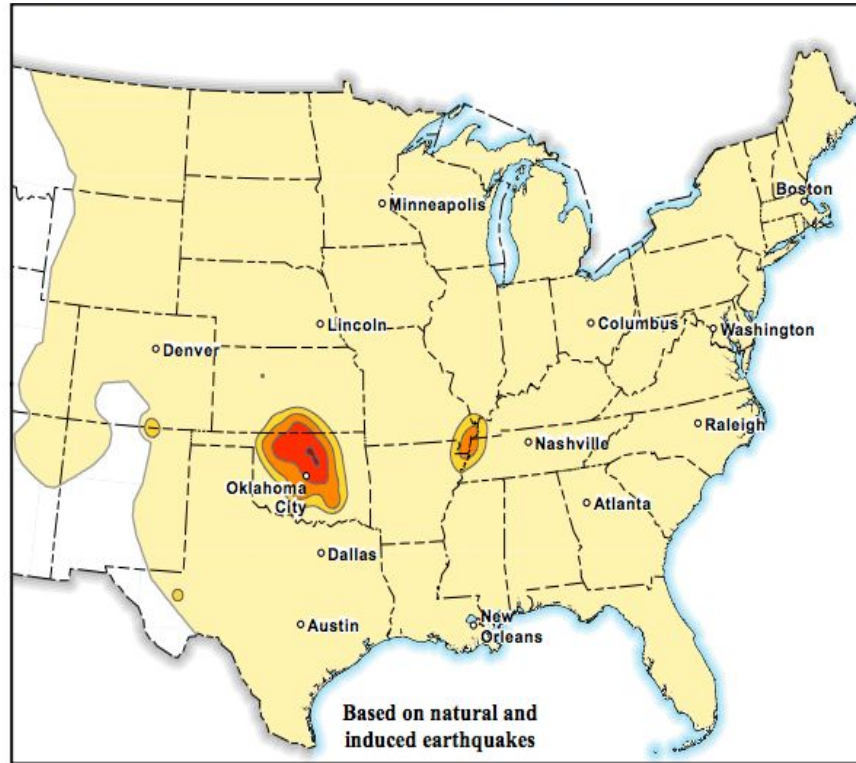 Boston
Minneapolis
Lincoln
Columbus
Washington
Denver
Raleigh
Nashville
Oklahoma
City
Atlanta
Dallas
New
Orleans
Austin
Based on natural and
induced earthquakes